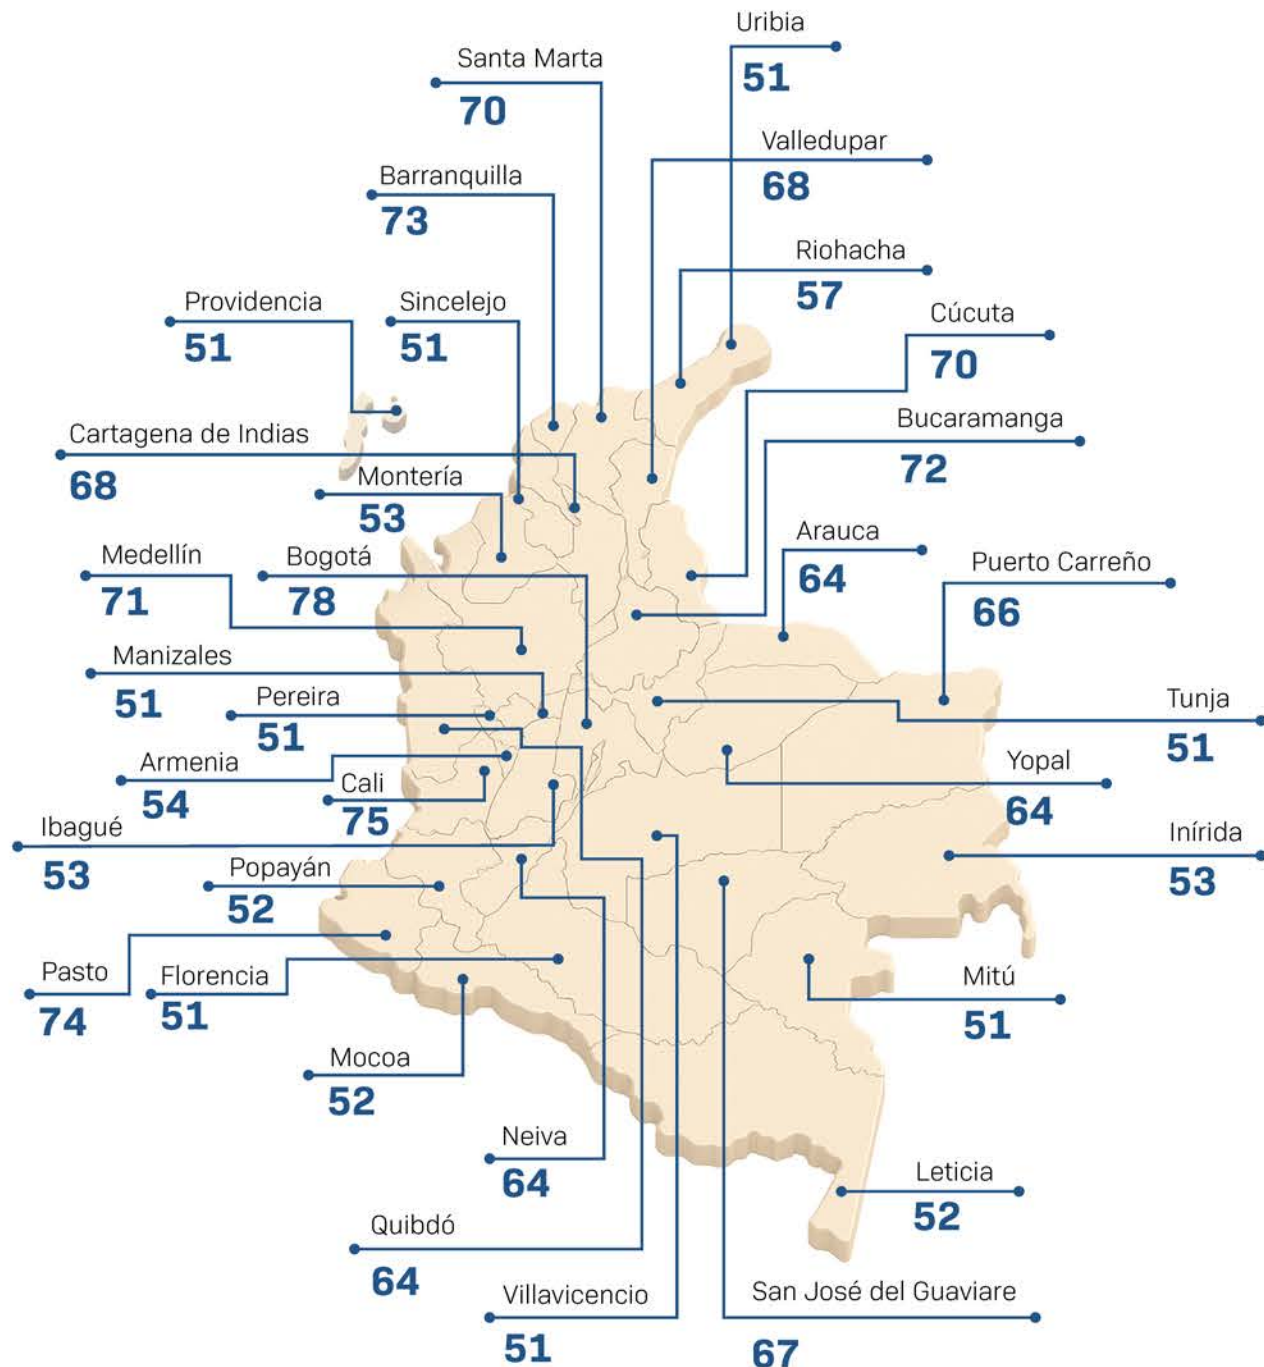 Uribia
51
Santa Marta
70
Valledupar
68
Barranquilla
73
Riohacha
57
Providencia
51
Sincelejo
51
Cúcuta
70
Cartagena de Indias
68
Bucaramanga
72
Montería
53
Medellín
71
Bogotá
78
Arauca
64
Puerto Carreño
66
Manizales
51
Pereira
51
Tunja
51
Armenia
54
Cali
75
Yopal
64
Ibagué
53
Inírida
53
Popayán
52
Pasto
74
Florencia
51
Mitú
51
Mocoa
52
Neiva
64
Leticia
52
Quibdó
64
Villavicencio
51
San José del Guaviare
67